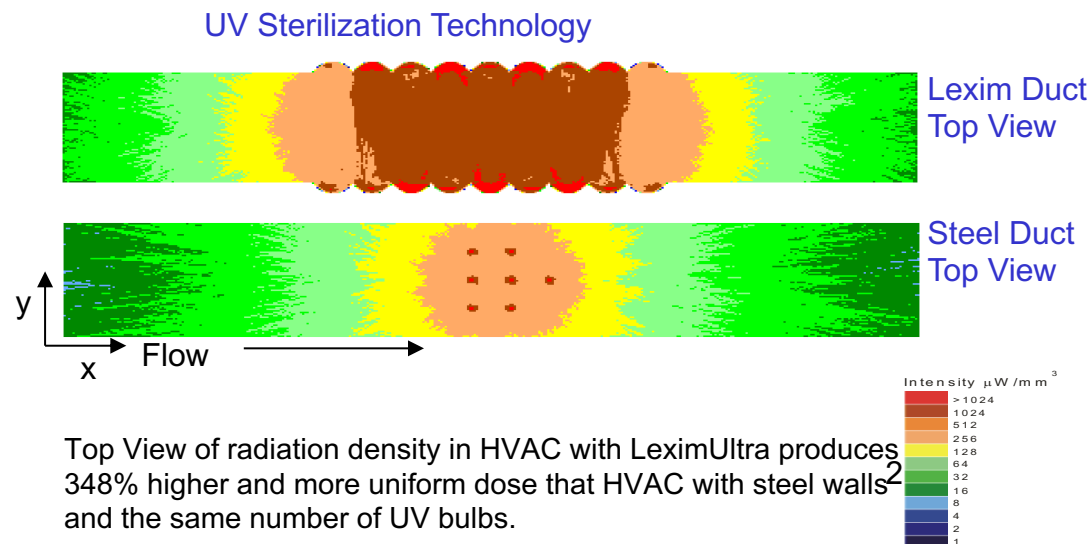 UV Sterilization Technology
Lexim Duct
Top View
Steel Duct
Top View
y
x
Flow
Intensity µW/mm³
>1024
1024
512
256
128
64
32
16
8
4
2
1
Top View of radiation density in HVAC with LeximUltra produces
348% higher and more uniform dose that HVAC with steel walls
and the same number of UV bulbs.
2